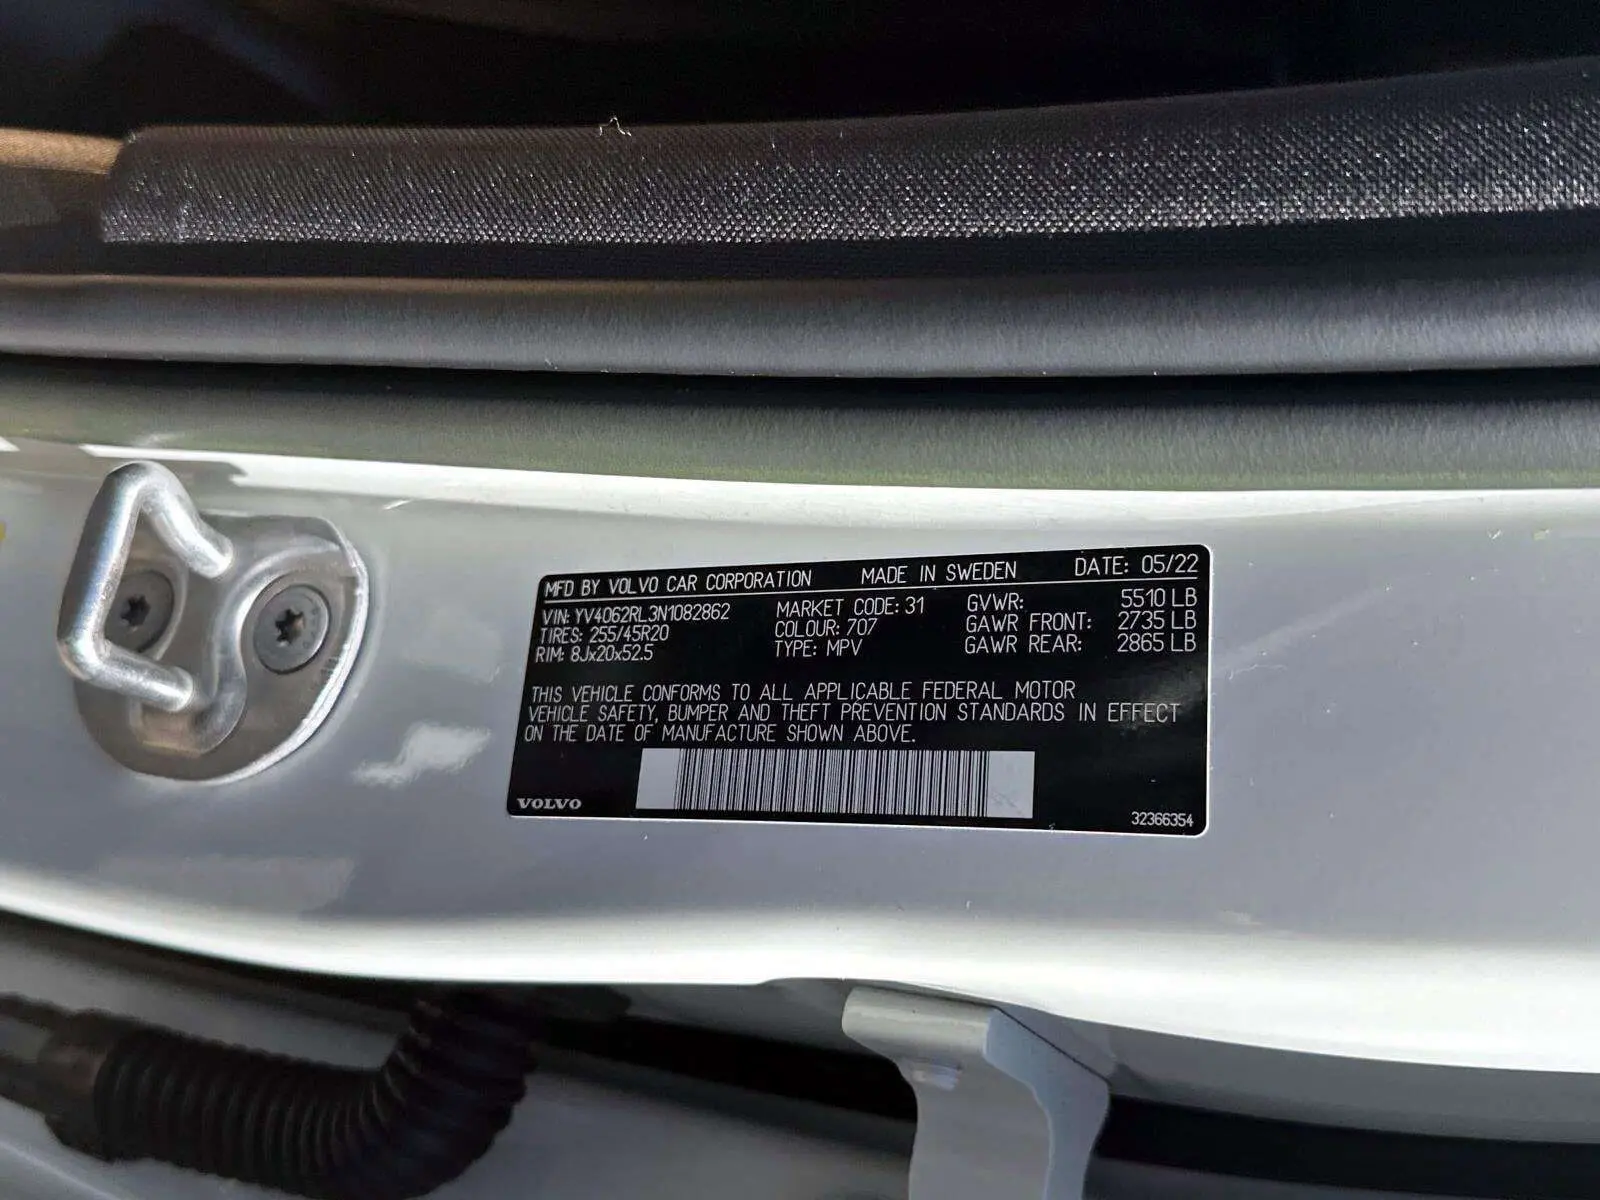 MFD BY VOLVO CAR CORPORATION MADE IN SWEDEN DATE: 05/22
VIN: YV4062RL3N1082862 MARKET CODE: 31 GVWR: 5510 LB
TIRES: 255/45R20 COLOUR: 707 GAWR FRONT: 2735 LB
RIM: 8Jx20x52.5 TYPE: MPV GAWR REAR: 2865 LB
THIS VEHICLE CONFORMS TO ALL APPLICABLE FEDERAL MOTOR
VEHICLE SAFETY, BUMPER AND THEFT PREVENTION STANDARDS IN EFFECT
ON THE DATE OF MANUFACTURE SHOWN ABOVE.
VOLVO
32366354